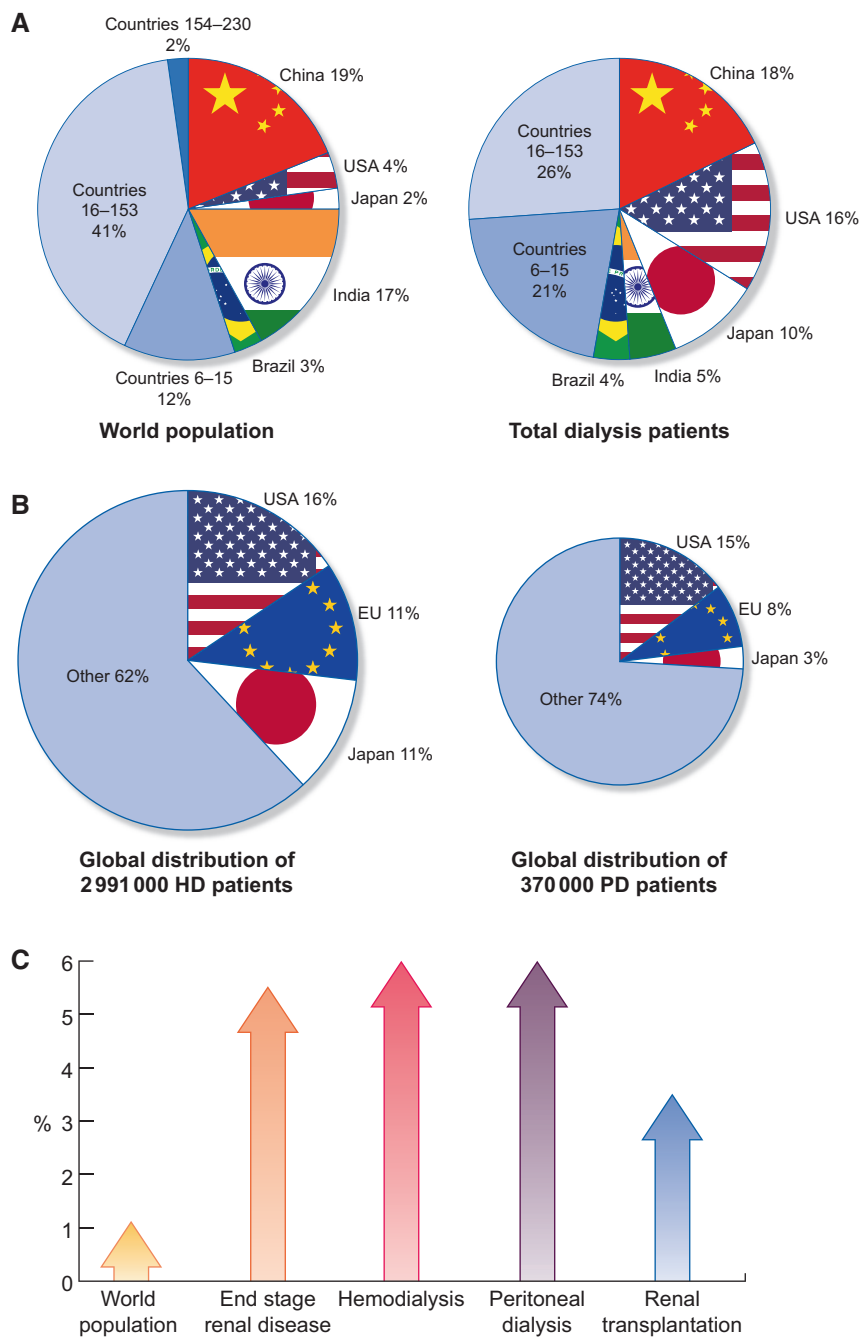 A
Countries 154–230
2%
China 19%
USA 4%
Japan 2%
India 17%
Brazil 3%
Countries 6–15
12%
Countries
16–153
41%
World population
China 18%
USA 16%
Japan 10%
India 5%
Brazil 4%
Countries
6–15
21%
Countries
16–153
26%
Total dialysis patients
B
USA 16%
EU 11%
Japan 11%
Other 62%
Global distribution of
2 991 000 HD patients
USA 15%
EU 8%
Japan 3%
Other 74%
Global distribution of
370 000 PD patients
C
6
5
4
3
2
1
0
%
World
population
End stage
renal disease
Hemodialysis
Peritoneal
dialysis
Renal
transplantation